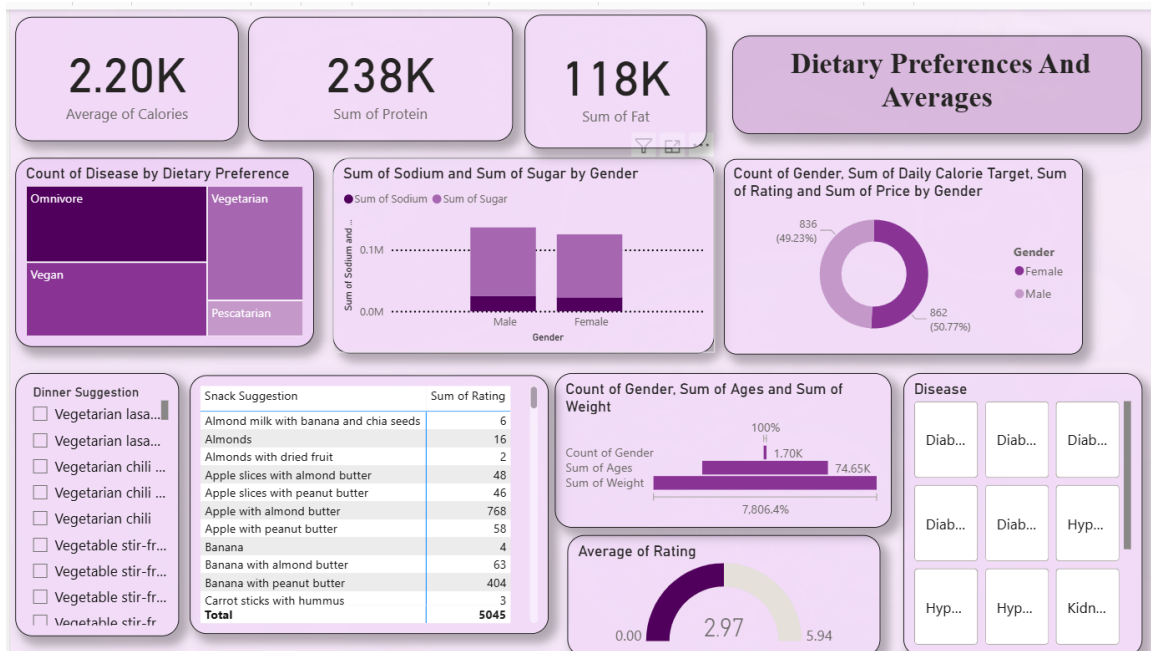 2.20K
Average of Calories
238K
Sum of Protein
118K
Sum of Fat
Dietary Preferences And
Averages
Count of Disease by Dietary Preference
Omnivore
Vegetarian
Vegan
Pescatarian
Sum of Sodium and Sum of Sugar by Gender
Sum of Sodium Sum of Sugar
Sum of Sodium and ...
0.1M
0.0M
Male Female
Gender
Count of Gender, Sum of Daily Calorie Target, Sum
of Rating and Sum of Price by Gender
836
(49.23%)
862
(50.77%)
Gender
Female
Male
Dinner Suggestion
Vegetarian lasa...
Vegetarian lasa...
Vegetarian chili ...
Vegetarian chili ...
Vegetarian chili
Vegetable stir-fr...
Vegetable stir-fr...
Vegetable stir-fr...
Vegetable stir-fr
Snack Suggestion Sum of Rating
Almond milk with banana and chia seeds 6
Almonds 16
Almonds with dried fruit 2
Apple slices with almond butter 48
Apple slices with peanut butter 46
Apple with almond butter 768
Apple with peanut butter 58
Banana 4
Banana with almond butter 63
Banana with peanut butter 404
Carrot sticks with hummus 3
Total 5045
Count of Gender, Sum of Ages and Sum of
Weight
100%
Count of Gender 1.70K
Sum of Ages 74.65K
Sum of Weight
7,806.4%
Average of Rating
0.00 2.97 5.94
Disease
Diab... Diab... Diab...
Diab... Diab... Hyp...
Hyp... Hyp... Kidn...